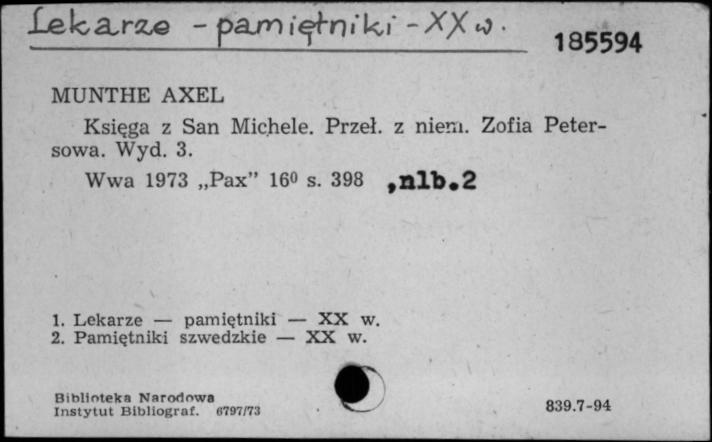 Lekarze - pamiętniki - XX w.
185594
MUNTHE AXEL
Księga z San Michele. Przeł. z niem. Zofia Peter-
sowa. Wyd. 3.
Wwa 1973 „Pax” 16⁰ s. 398 ,nlb.2
1. Lekarze — pamiętniki — XX w.
2. Pamiętniki szwedzkie — XX w.
Biblioteka Narodowa
Instytut Bibliograf. 6797/73
839.7-94